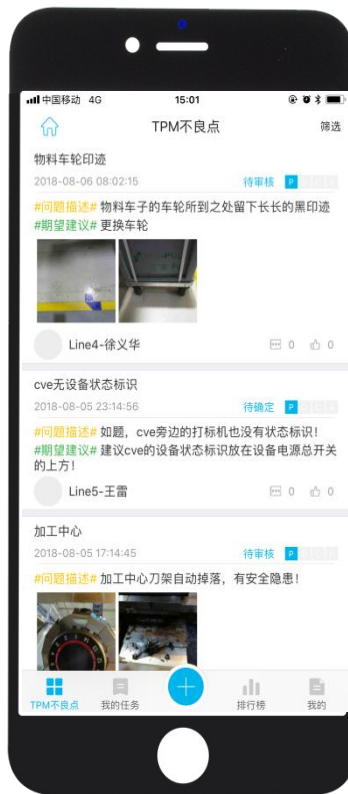 中国移动 4G 15:01
TPM不良点 筛选
物料车轮印迹
2018-08-06 08:02:15 待审核 P D C A
#问题描述# 物料车子的车轮所到之处留下长长的黑印迹
#期望建议# 更换车轮
Line4-徐义华 0 0
cve无设备状态标识
2018-08-05 23:14:56 待确定 P D C A
#问题描述# 如题，cve旁边的打标机也没有状态标识！
#期望建议# 建议cve的设备状态标识放在设备电源总开关
的上方！
Line5-王雷 0 0
加工中心
2018-08-05 17:14:45 待审核 P D C A
#问题描述# 加工中心刀架自动掉落，有安全隐患！
TPM不良点 我的任务 排行榜 我的